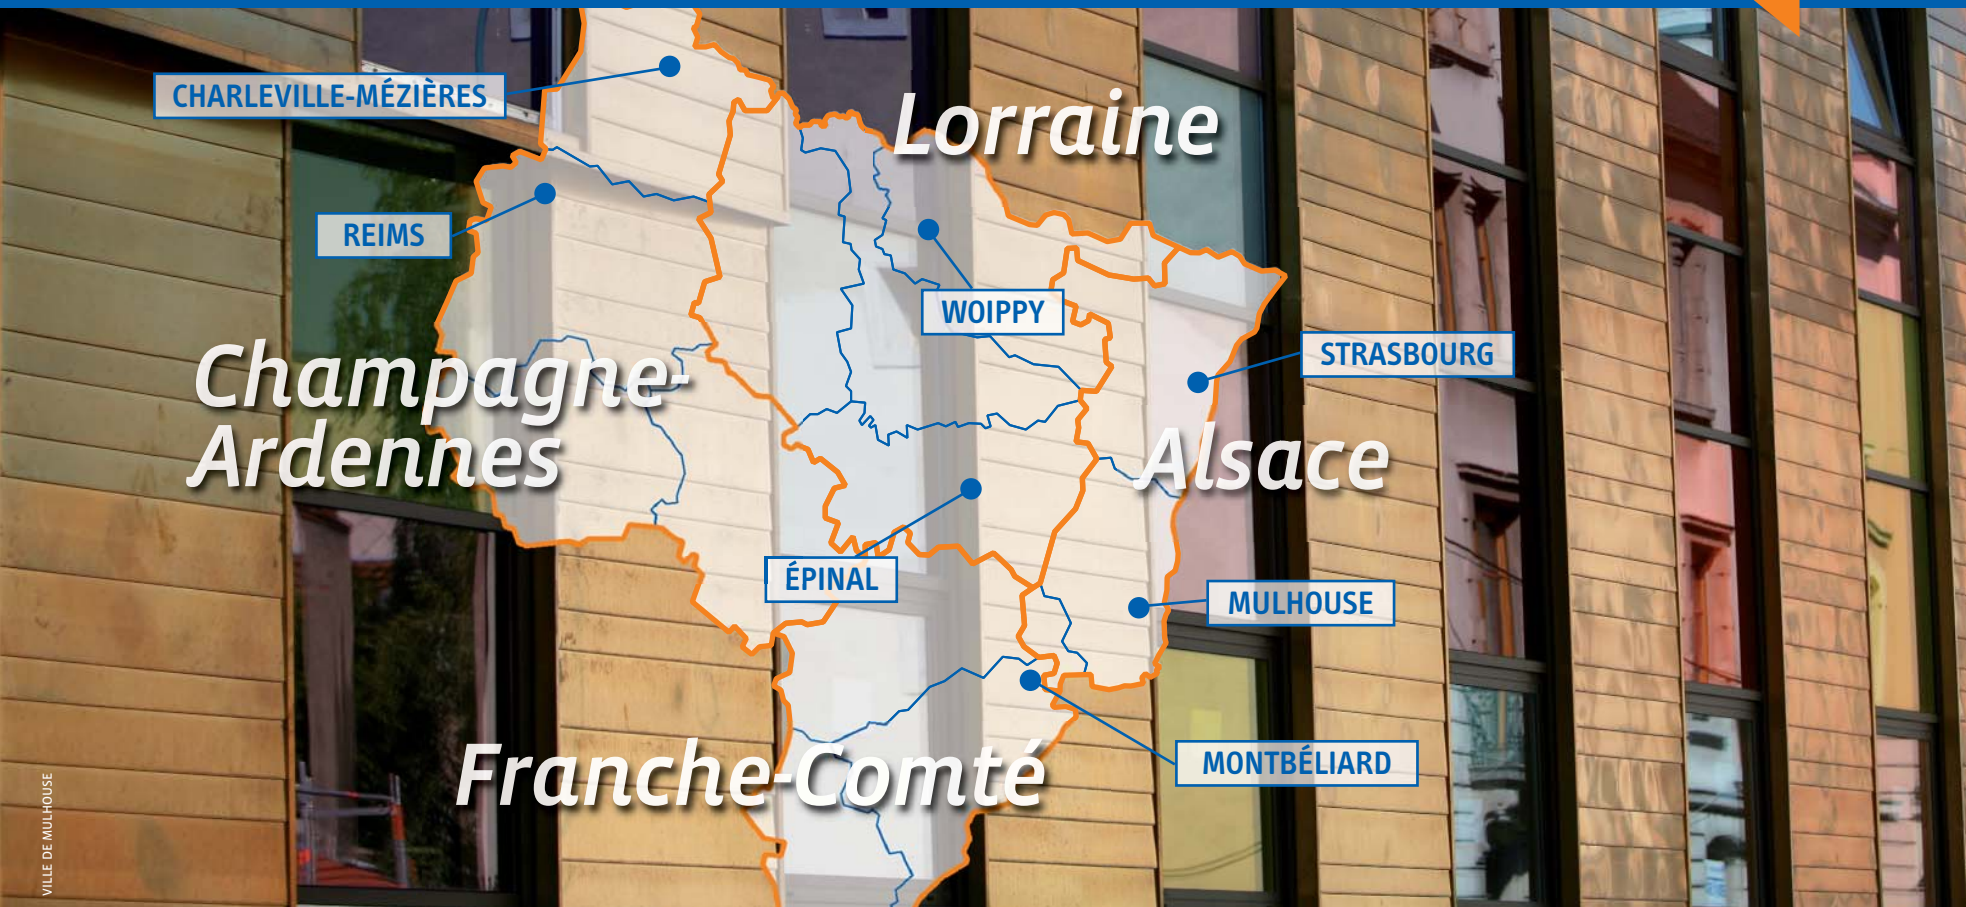 CHARLEVILLE-MÉZIÈRES
Lorraine
REIMS
WOIPPY
STRASBOURG
Champagne-
Ardennes
Alsace
ÉPINAL
MULHOUSE
Franche-Comté
MONTBÉLIARD
VILLE DE MULHOUSE